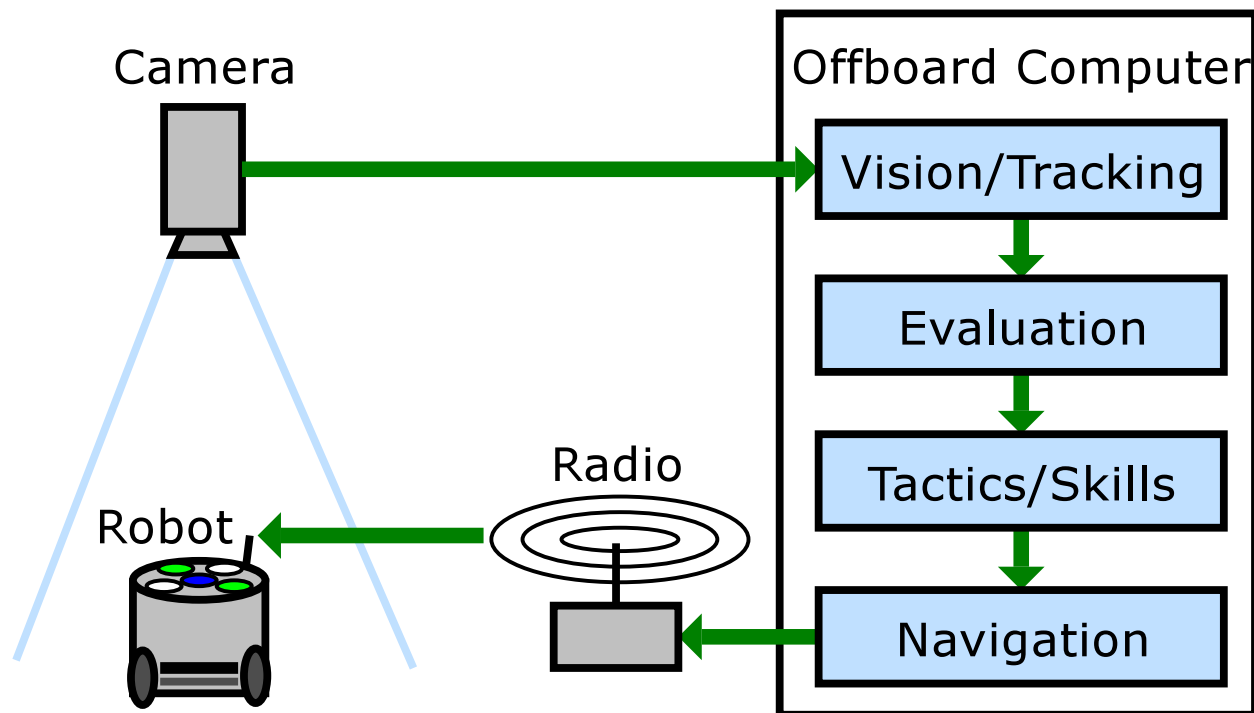 Camera
Offboard Computer
Vision/Tracking
Evaluation
Radio
Tactics/Skills
Robot
Navigation